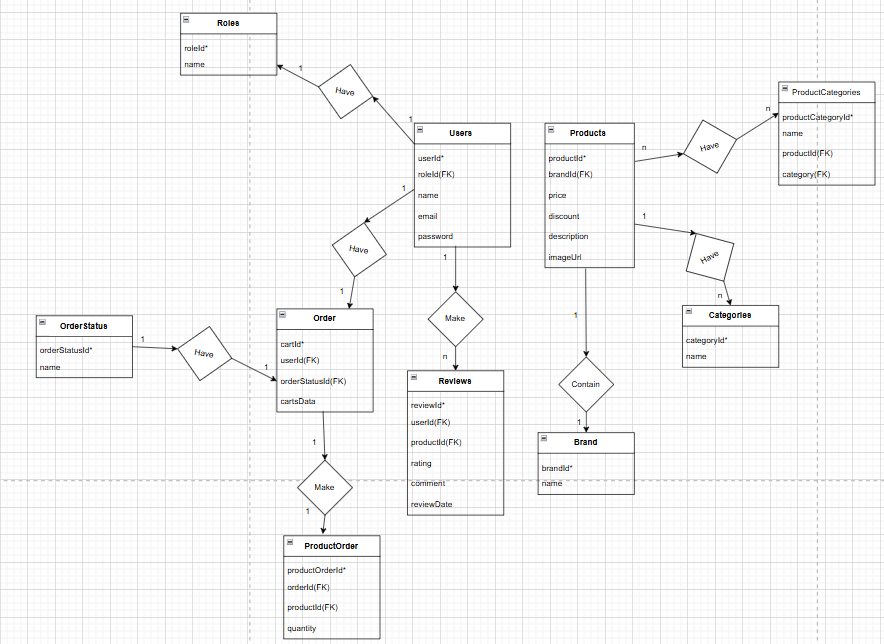 Roles
roleId*
name
1
Have
1
Users
userId*
roleId(FK)
name
email
password
Products
productId*
brandId(FK)
price
discount
description
imageUrl
n
Have
n
ProductCategories
productCategoryId*
name
productId(FK)
category(FK)
1
Have
n
Categories
categoryId*
name
1
Have
1
Order
cartId*
userId(FK)
orderStatusId(FK)
cartsData
OrderStatus
orderStatusId*
name
1
Have
1
1
Make
n
Reviews
reviewId*
userId(FK)
productId(FK)
rating
comment
reviewDate
1
Contain
1
Brand
brandId*
name
1
Make
1
ProductOrder
productOrderId*
orderId(FK)
productId(FK)
quantity